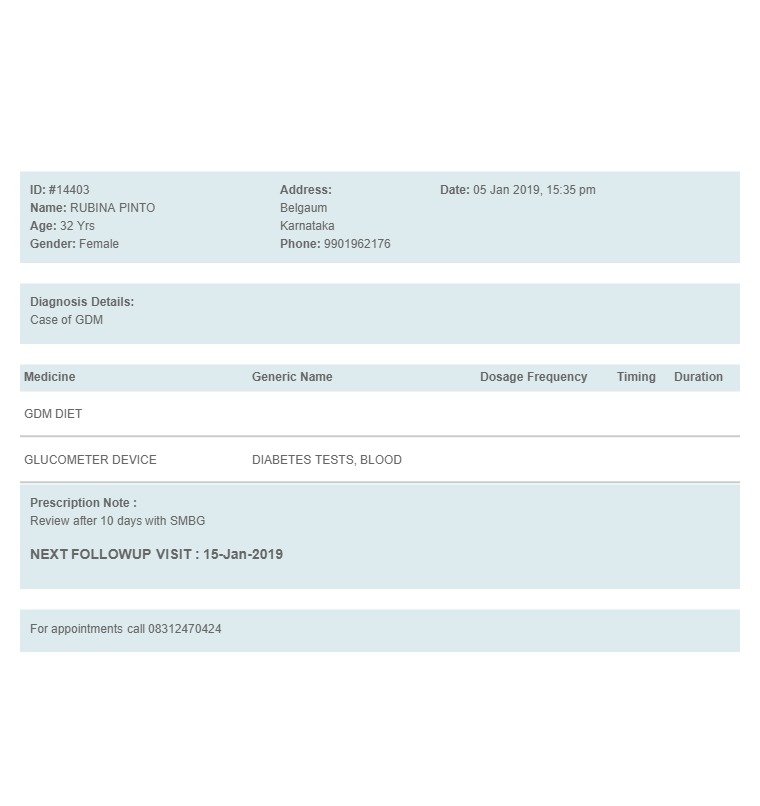 ID: #14403
Name: RUBINA PINTO
Age: 32 Yrs
Gender: Female
Address:
Belgaum
Karnataka
Phone: 9901962176
Date: 05 Jan 2019, 15:35 pm
Diagnosis Details:
Case of GDM
Medicine Generic Name Dosage Frequency Timing Duration
GDM DIET
GLUCOMETER DEVICE DIABETES TESTS, BLOOD
Prescription Note :
Review after 10 days with SMBG
NEXT FOLLOWUP VISIT : 15-Jan-2019
For appointments call 08312470424